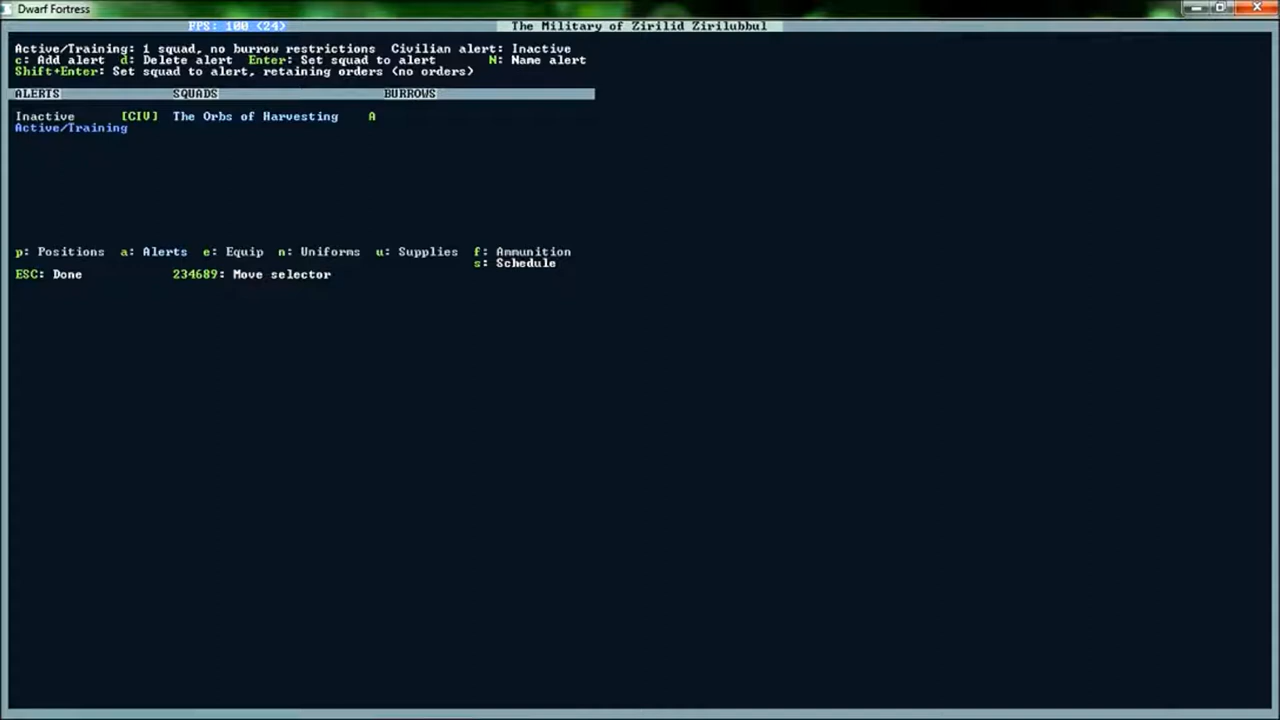 Dwarf Fortress
FPS: 100 (24)
The Military of Zirilid Zirilubbul
Active/Training: 1 squad, no burrow restrictions Civilian alert: Inactive
c: Add alert d: Delete alert Enter: Set squad to alert N: Name alert
Shift+Enter: Set squad to alert, retaining orders (no orders)
ALERTS SQUADS BURROWS
Inactive [CIV] The Orbs of Harvesting A
Active/Training
p: Positions a: Alerts e: Equip n: Uniforms u: Supplies f: Ammunition
s: Schedule
ESC: Done 234689: Move selector